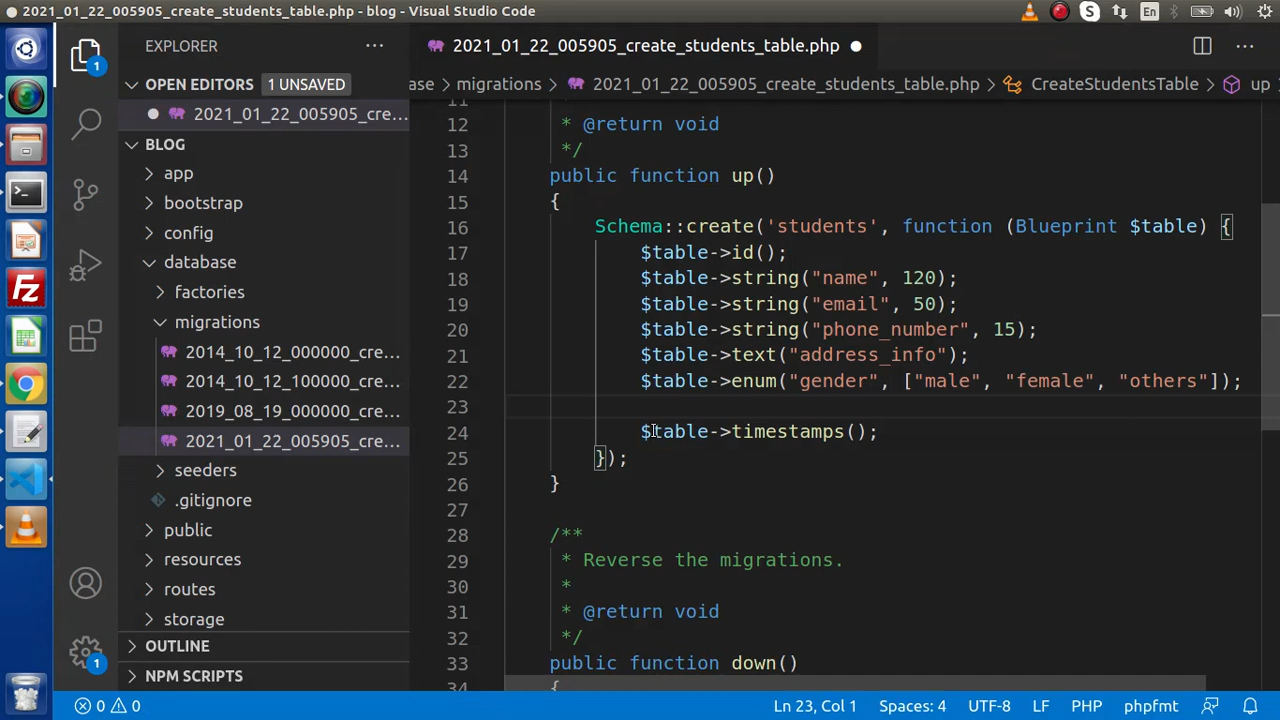 2021_01_22_005905_create_students_table.php - blog - Visual Studio Code
S
En
EXPLORER
2021_01_22_005905_create_students_table.php
1
OPEN EDITORS 1 UNSAVED
ase migrations 2021_01_22_005905_create_students_table.php CreateStudentsTable up
2021_01_22_005905_cre...
BLOG
app
bootstrap
config
database
factories
migrations
2014_10_12_000000_cre...
2014_10_12_100000_cre...
2019_08_19_000000_cre...
2021_01_22_005905_cre...
seeders
.gitignore
public
resources
routes
storage
OUTLINE
NPM SCRIPTS
1
11
12 * @return void
13 */
14 public function up()
15 {
16 Schema::create('students', function (Blueprint $table) {
17 $table->id();
18 $table->string("name", 120);
19 $table->string("email", 50);
20 $table->string("phone_number", 15);
21 $table->text("address_info");
22 $table->enum("gender", ["male", "female", "others"]);
23
24 $table->timestamps();
25 });
26 }
27
28 /**
29 * Reverse the migrations.
30 *
31 * @return void
32 */
33 public function down()
34 {
0 0 Ln 23, Col 1 Spaces: 4 UTF-8 LF PHP phpfmt